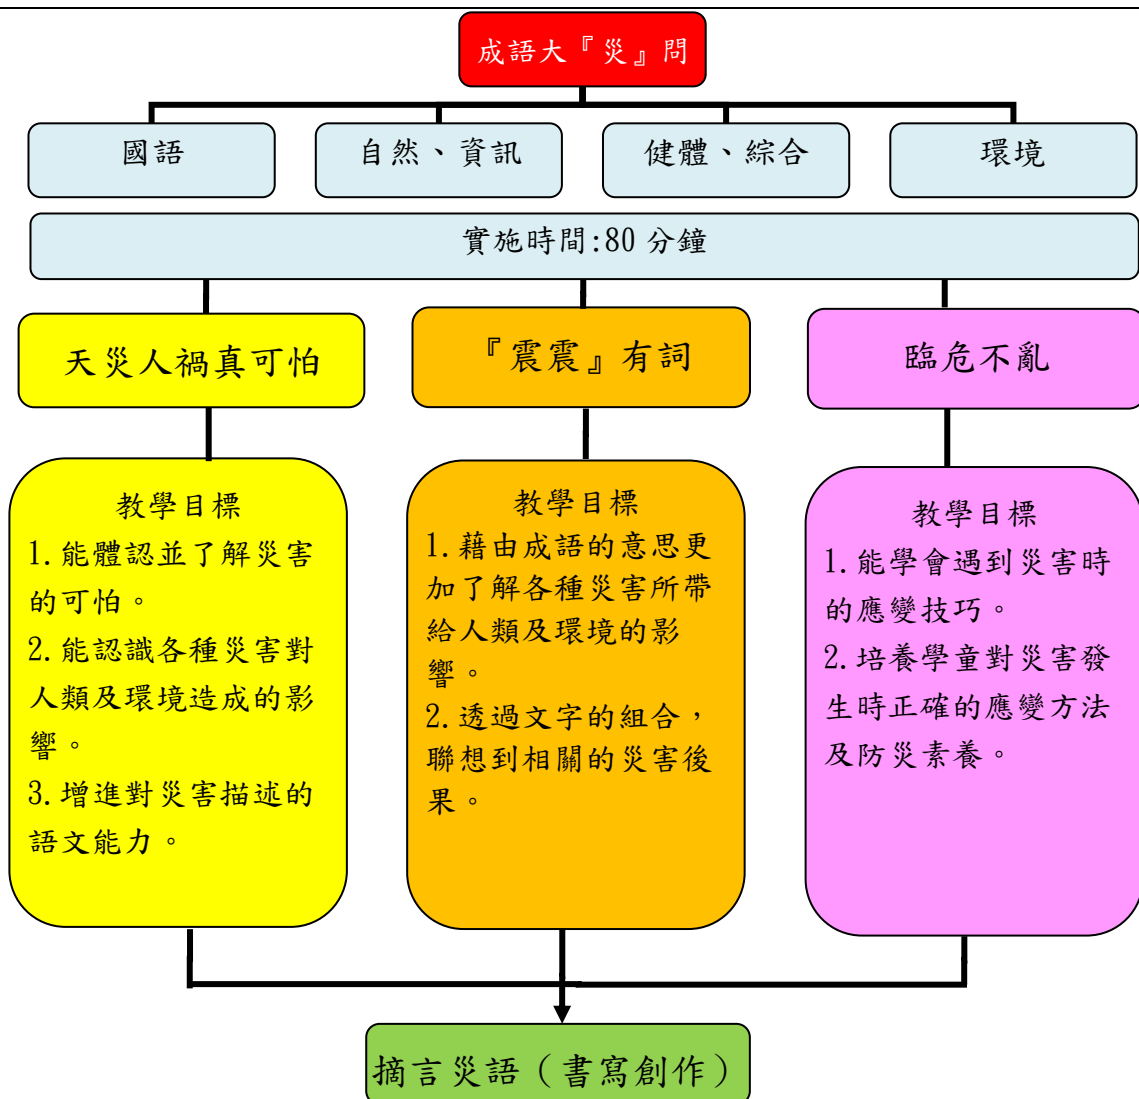 成語大『災』問
國語
自然、資訊
健體、綜合
環境
實施時間:80 分鐘
天災人禍真可怕
『震震』有詞
臨危不亂
教學目標
1.能體認並了解災害
的可怕。
2.能認識各種災害對
人類及環境造成的影
響。
3.增進對災害描述的
語文能力。
教學目標
1.藉由成語的意思更
加了解各種災害所帶
給人類及環境的影
響。
2.透過文字的組合，
聯想到相關的災害後
果。
教學目標
1.能學會遇到災害時
的應變技巧。
2.培養學童對災害發
生時正確的應變方法
及防災素養。
摘言災語（書寫創作）